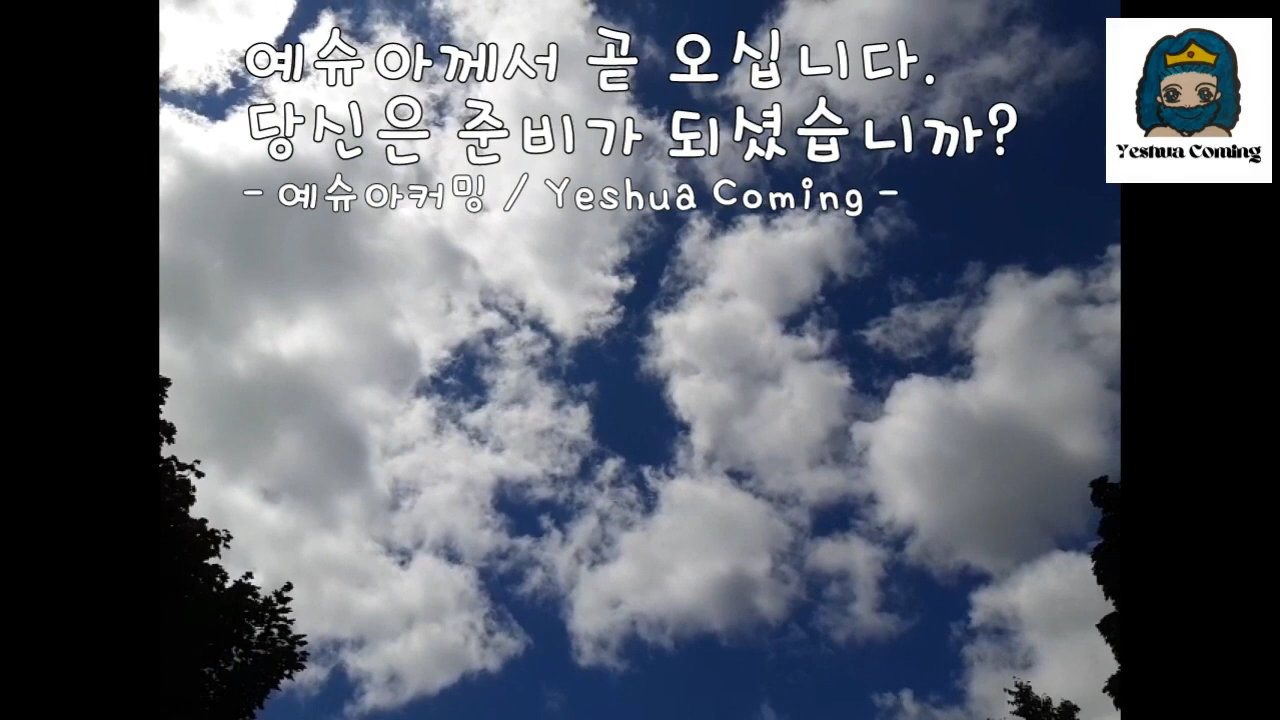 예슈아께서 곧 오십니다.
당신은 준비가 되셨습니까?
- 예슈아커밍 / Yeshua Coming -
Yeshua Coming